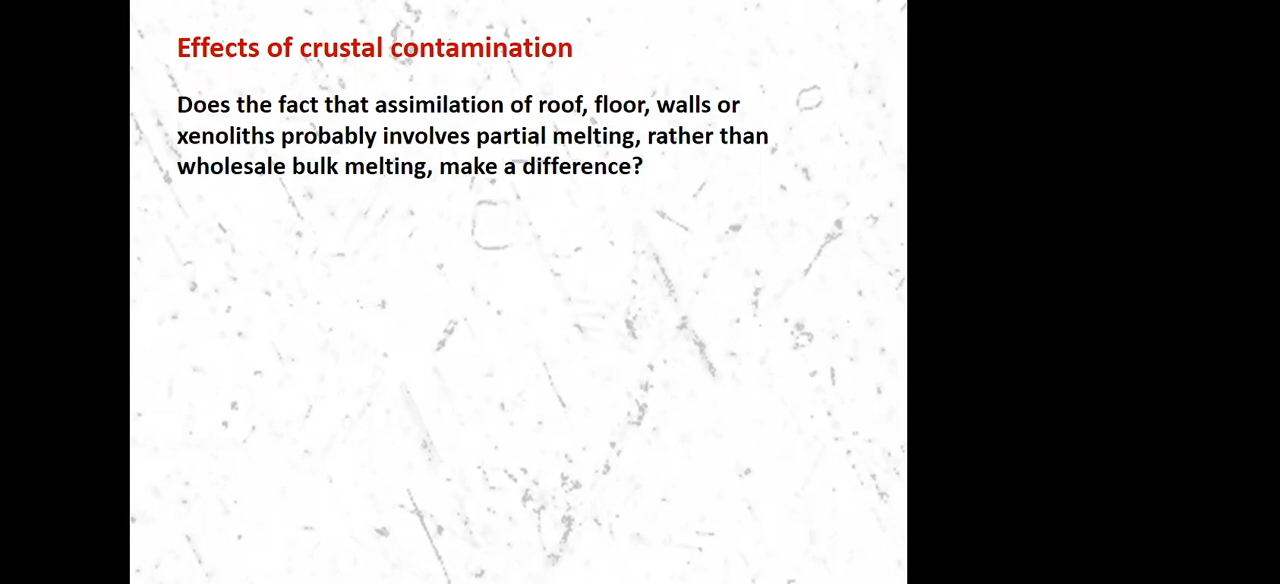 Effects of crustal contamination
Does the fact that assimilation of roof, floor, walls or
xenoliths probably involves partial melting, rather than
wholesale bulk melting, make a difference?